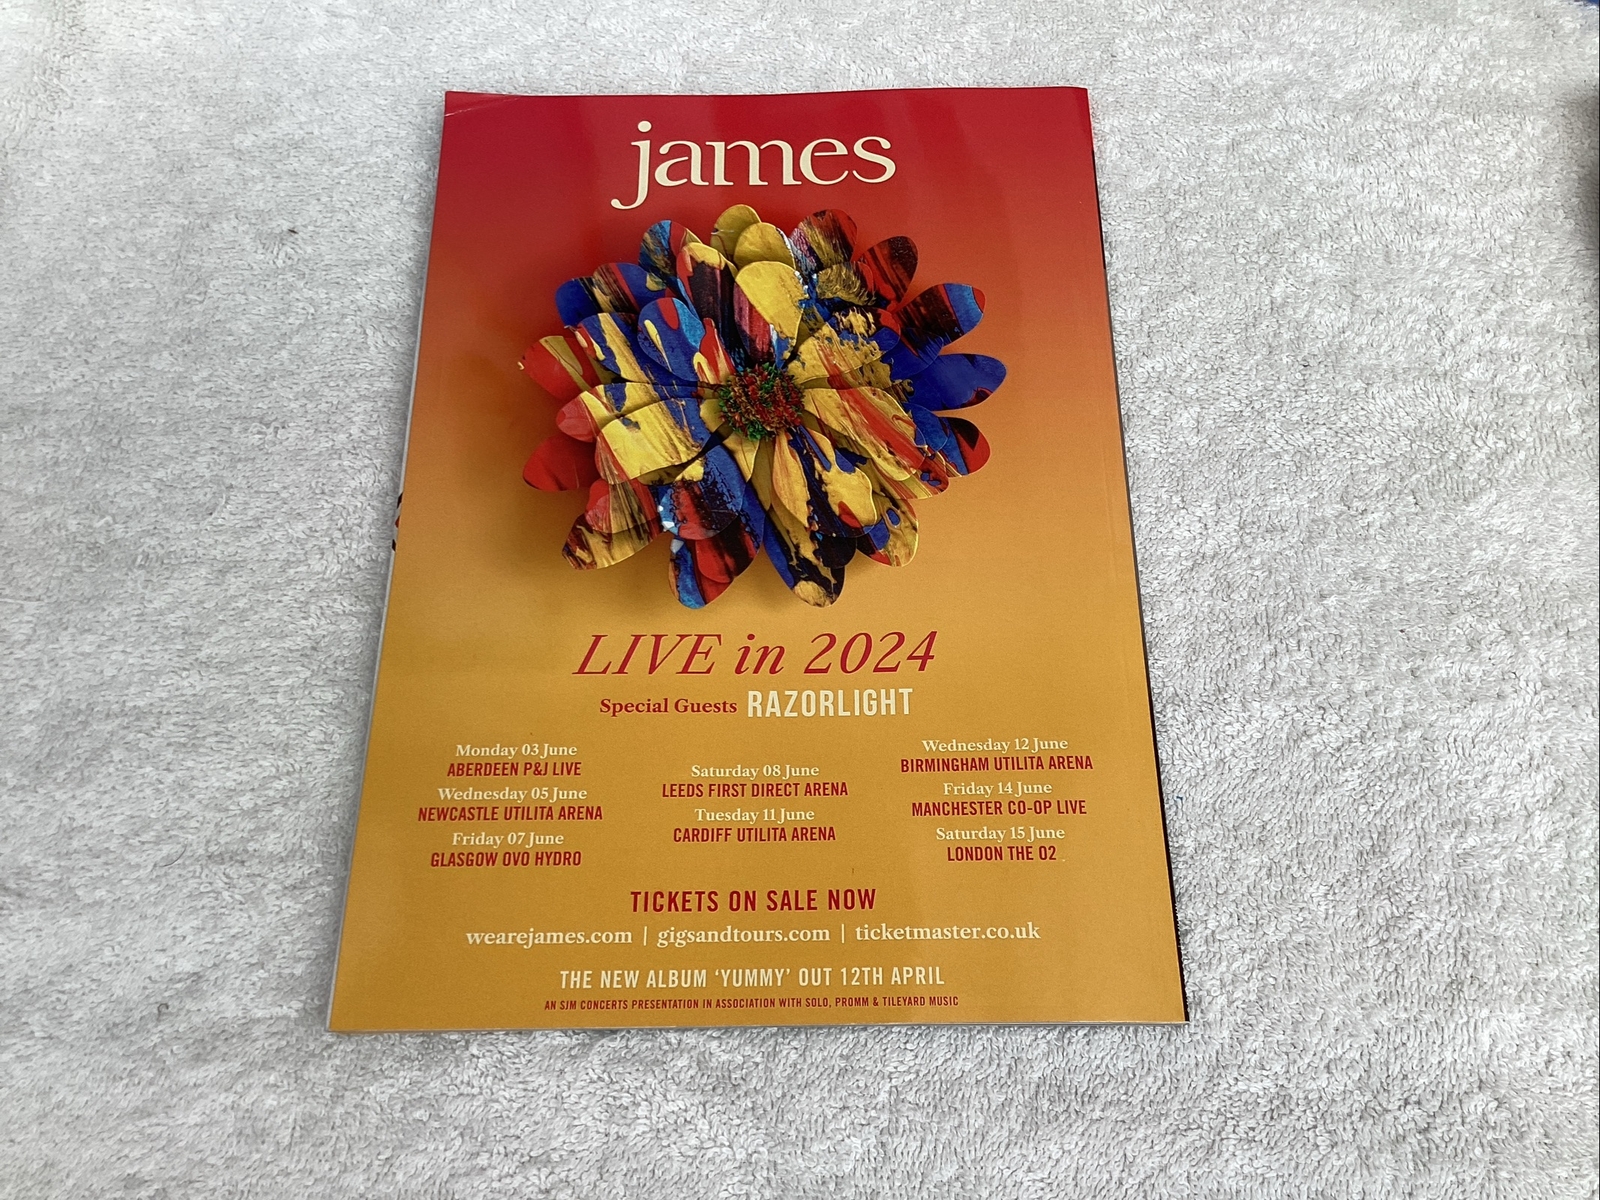 james
LIVE in 2024
Special Guests RAZORLIGHT
Monday 03 June
ABERDEEN P&J LIVE
Wednesday 05 June
NEWCASTLE UTILITA ARENA
Friday 07 June
GLASGOW OVO HYDRO
Saturday 08 June
LEEDS FIRST DIRECT ARENA
Tuesday 11 June
CARDIFF UTILITA ARENA
Wednesday 12 June
BIRMINGHAM UTILITA ARENA
Friday 14 June
MANCHESTER CO-OP LIVE
Saturday 15 June
LONDON THE O2
TICKETS ON SALE NOW
wearejames.com | gigsandtours.com | ticketmaster.co.uk
THE NEW ALBUM ‘YUMMY’ OUT 12TH APRIL
AN SJM CONCERTS PRESENTATION IN ASSOCIATION WITH SOLO, PROMM & TILEYARD MUSIC